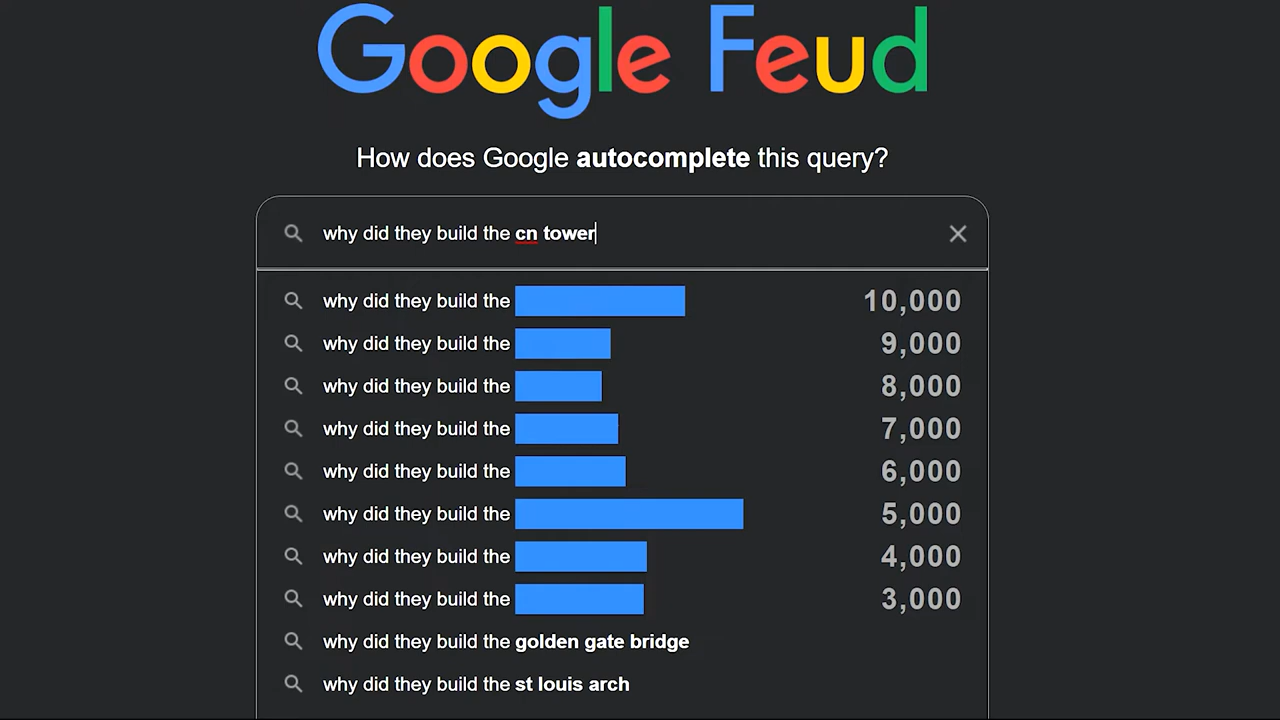 Google Feud
How does Google autocomplete this query?
why did they build the cn tower
why did they build the 10,000
why did they build the 9,000
why did they build the 8,000
why did they build the 7,000
why did they build the 6,000
why did they build the 5,000
why did they build the 4,000
why did they build the 3,000
why did they build the golden gate bridge
why did they build the st louis arch